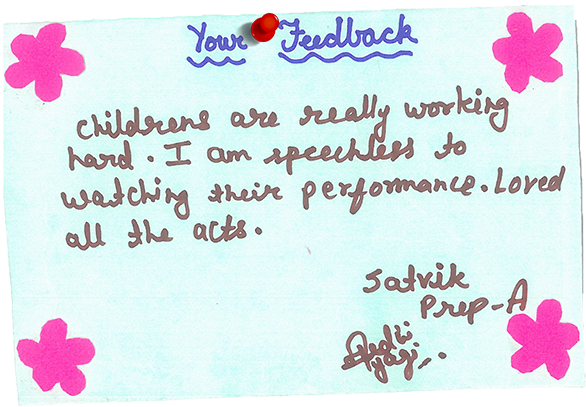 Your Feedback
Childrens are really working
hard. I am speechless to
watching their performance. Loved
all the acts.
Satvik
Prep-A